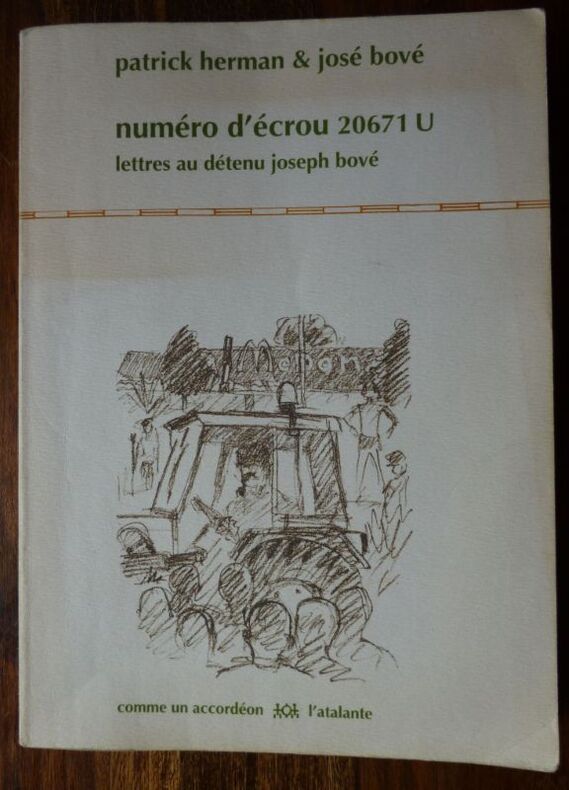 patrick herman & josé bové
numéro d'écrou 20671 U
lettres au détenu joseph bové
comme un accordéon l'atalante